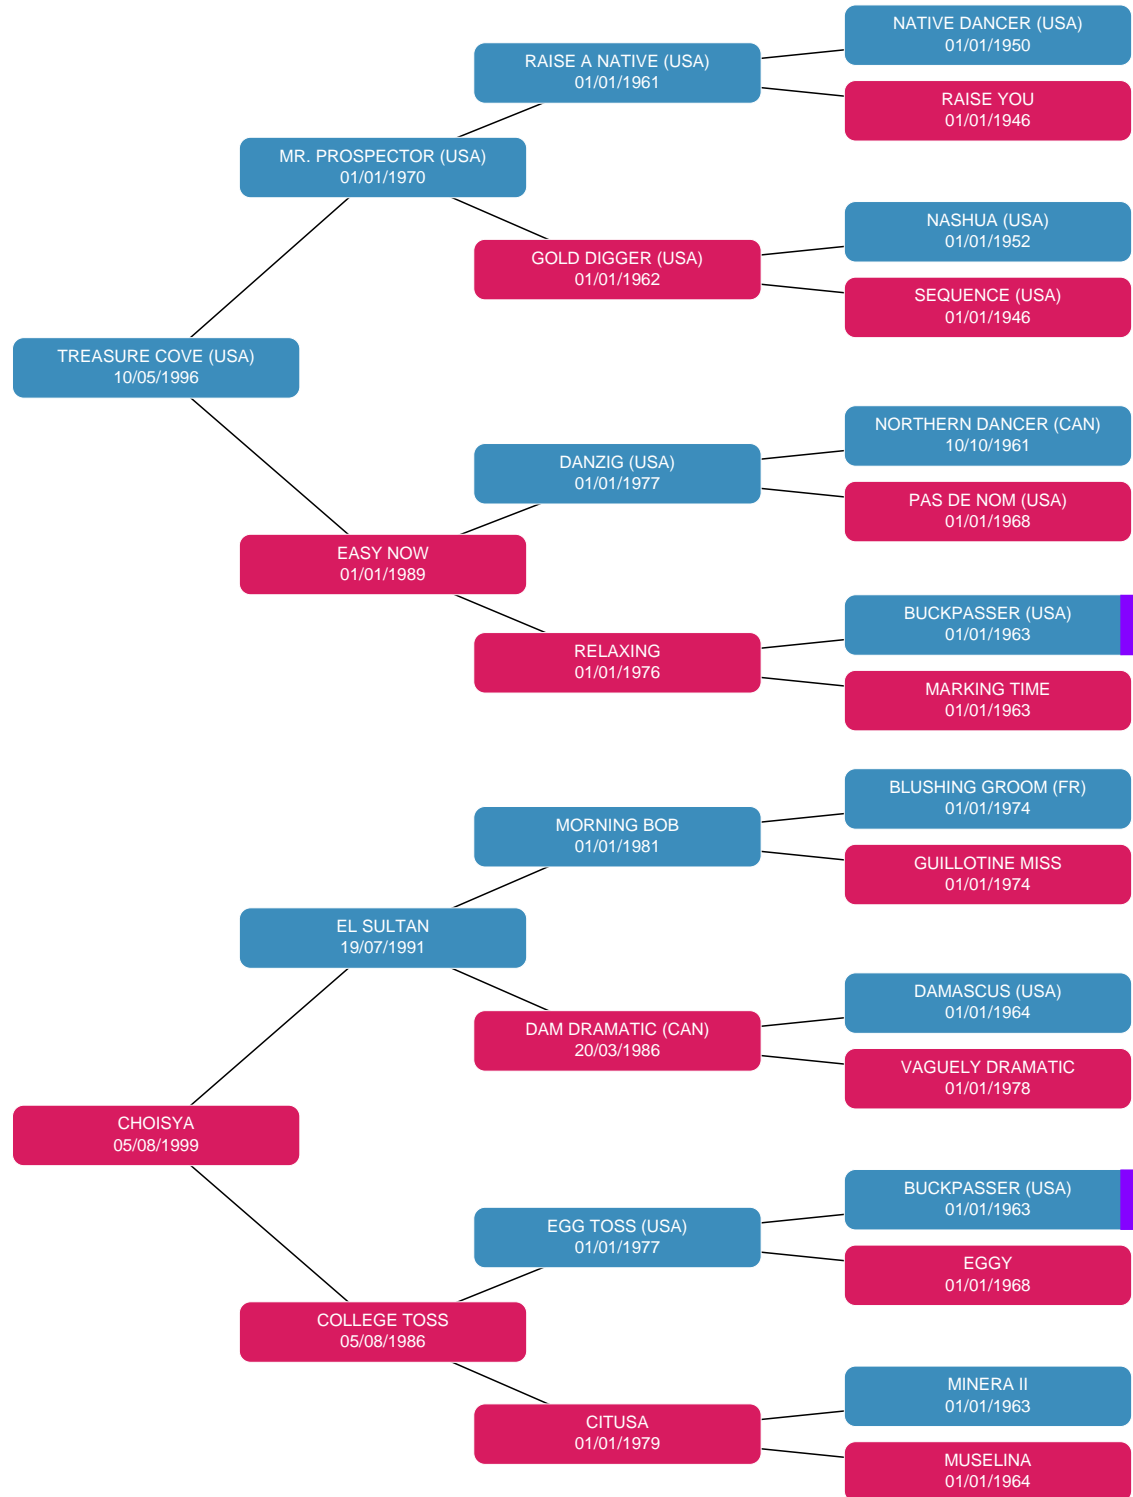 NATIVE DANCER (USA)
01/01/1950
RAISE A NATIVE (USA)
01/01/1961
RAISE YOU
01/01/1946
MR. PROSPECTOR (USA)
01/01/1970
NASHUA (USA)
01/01/1952
GOLD DIGGER (USA)
01/01/1962
SEQUENCE (USA)
01/01/1946
TREASURE COVE (USA)
10/05/1996
NORTHERN DANCER (CAN)
10/10/1961
DANZIG (USA)
01/01/1977
PAS DE NOM (USA)
01/01/1968
EASY NOW
01/01/1989
BUCKPASSER (USA)
01/01/1963
RELAXING
01/01/1976
MARKING TIME
01/01/1963
BLUSHING GROOM (FR)
01/01/1974
MORNING BOB
01/01/1981
GUILLOTINE MISS
01/01/1974
EL SULTAN
19/07/1991
DAMASCUS (USA)
01/01/1964
DAM DRAMATIC (CAN)
20/03/1986
VAGUELY DRAMATIC
01/01/1978
CHOISYA
05/08/1999
BUCKPASSER (USA)
01/01/1963
EGG TOSS (USA)
01/01/1977
EGGY
01/01/1968
COLLEGE TOSS
05/08/1986
MINERA II
01/01/1963
CITUSA
01/01/1979
MUSELINA
01/01/1964